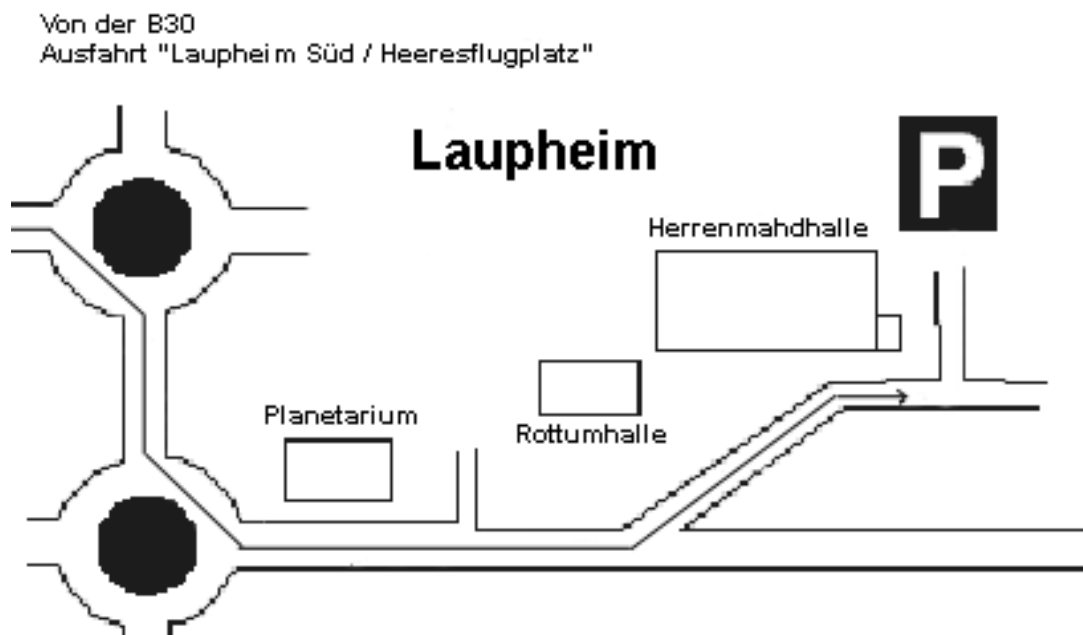 Von der B30
Ausfahrt "Laupheim Süd / Heeresflugplatz"
Laupheim
P
Herrenmahdhalle
Planetarium
Rottumhalle